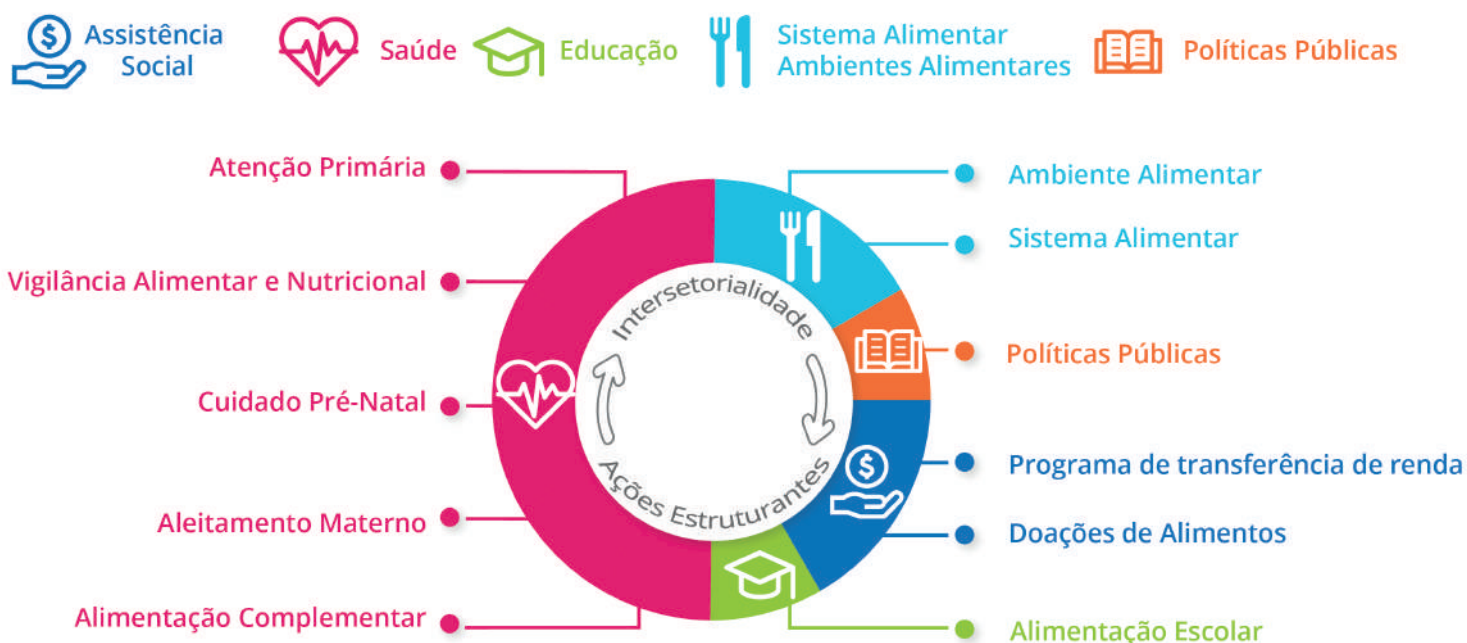 Assistência
Social
Saúde
Educação
Sistema Alimentar
Ambientes Alimentares
Políticas Públicas
Atenção Primária
Vigilância Alimentar e Nutricional
Cuidado Pré-Natal
Aleitamento Materno
Alimentação Complementar
Intersetorialidade
Ações Estruturantes
Ambiente Alimentar
Sistema Alimentar
Políticas Públicas
Programa de transferência de renda
Doações de Alimentos
Alimentação Escolar